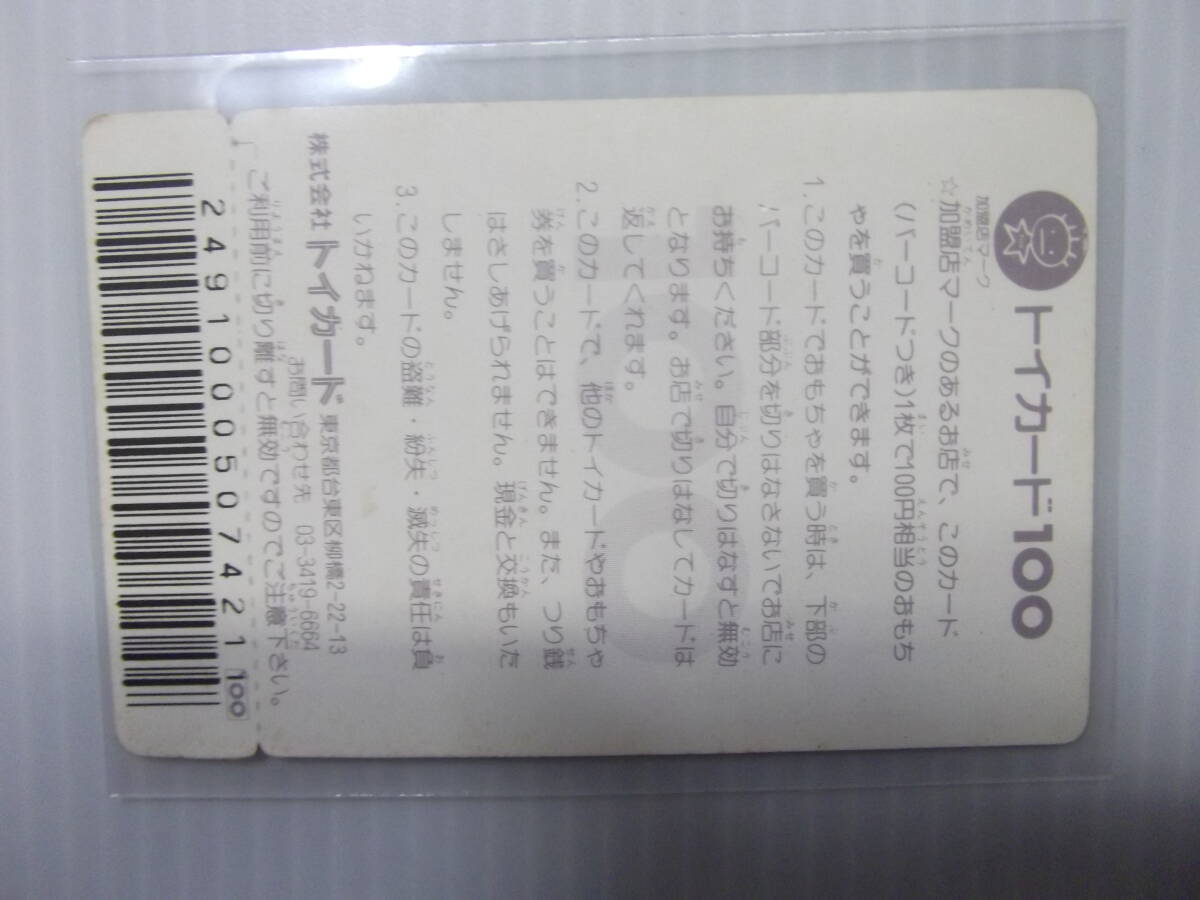 トイカード100
加盟店マーク
☆加盟店マークのあるお店で、このカード
(バーコードつき)1枚で100円相当のおもち
ゃを買うことができます。
1.このカードでおもちゃを買う時は、下部の
バーコード部分を切りはなさないでお店に
お持ちください。自分で切りはなすと無効
となります。お店で切りはなしてカードは
返してくれます。
2.このカードで、他のトイカードやおもちゃ
券を買うことはできません。また、つり銭
はさしあげられません。現金と交換もいた
しません。
3.このカードの盗難・紛失・滅失の責任は負
いかねます。
株式会社 トイカード 東京都台東区柳橋2-22-13
お問い合わせ先 03-3419-6664
ご利用前に切り離すと無効ですのでご注意下さい。
2491000507421 100